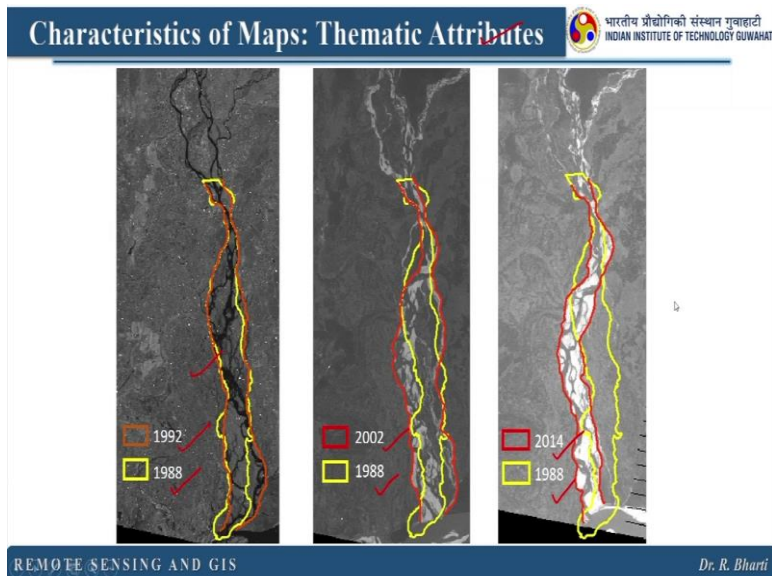 Characteristics of Maps: Thematic Attributes
भारतीय प्रौद्योगिकी संस्थान गुवाहाटी
INDIAN INSTITUTE OF TECHNOLOGY GUWAHAT
1992
1988
2002
1988
2014
1988
REMOTE SENSING AND GIS
Dr. R. Bharti